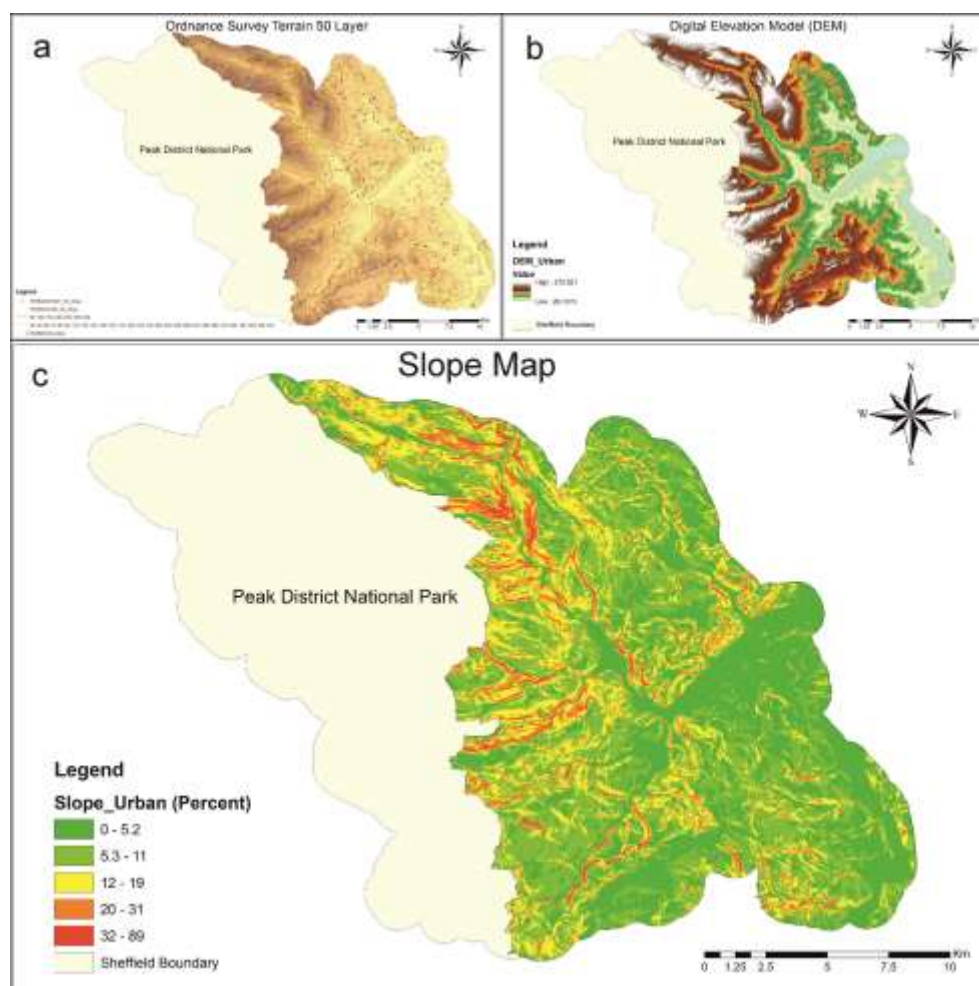 a
Ordnance Survey Terrain 50 Layer
Peak District National Park
Legend
b
Digital Elevation Model (DEM)
Peak District National Park
Legend
DEM_Urban
Value
Sheffield Boundary
c
Slope Map
N
W E
S
Peak District National Park
Legend
Slope_Urban (Percent)
0 - 5.2
5.3 - 11
12 - 19
20 - 31
32 - 89
Sheffield Boundary
Km
0 1.25 2.5 5 7.5 10